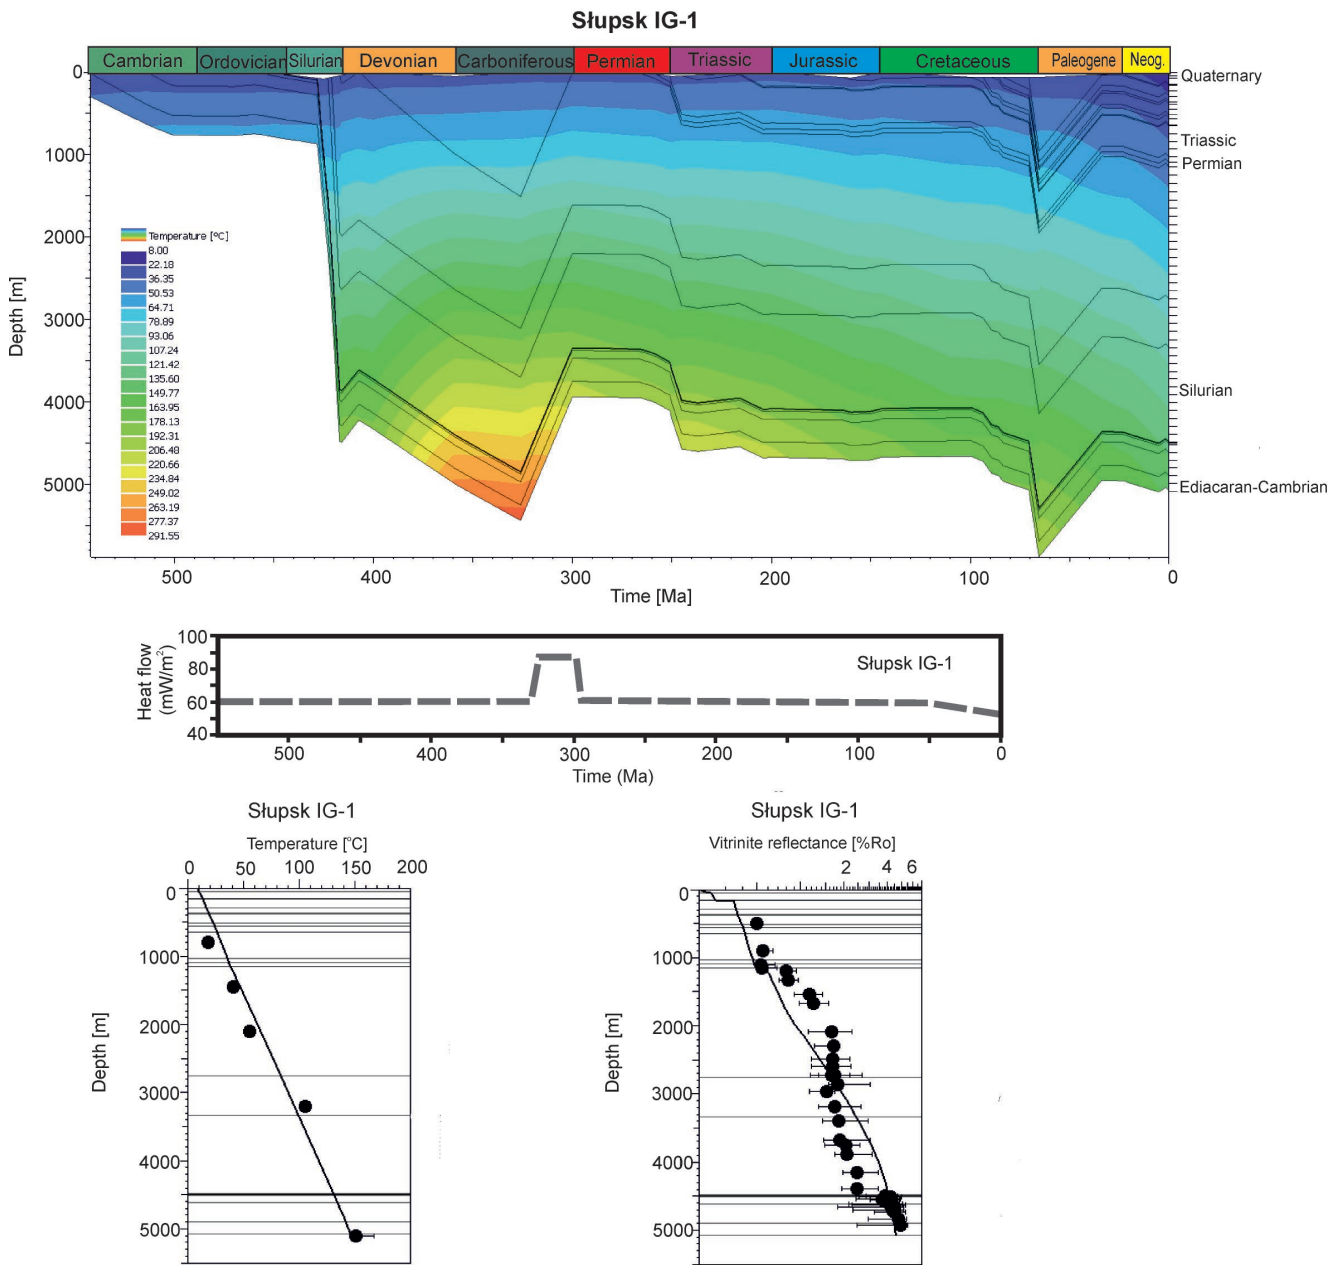 Słupsk IG-1
Cambrian Ordovician Silurian Devonian Carboniferous Permian Triassic Jurassic Cretaceous Paleogene Neog.
0
1000
2000
3000
4000
5000
Depth [m]
Quaternary
Triassic
Permian
Silurian
Ediacaran-Cambrian
Temperature [ºC]
8.00
22.18
36.35
50.53
64.71
78.89
93.06
107.24
121.42
135.60
149.77
163.95
178.13
192.31
206.48
220.66
234.84
249.02
263.19
277.37
291.55
500 400 300 200 100 0
Time [Ma]
Heat flow
(mW/m²)
100
80
60
40
Słupsk IG-1
500 400 300 200 100 0
Time (Ma)
Słupsk IG-1
Temperature [°C]
0 50 100 150 200
0
1000
2000
3000
4000
5000
Depth [m]
Słupsk IG-1
Vitrinite reflectance [%Ro]
2 4 6
0
1000
2000
3000
4000
5000
Depth [m]